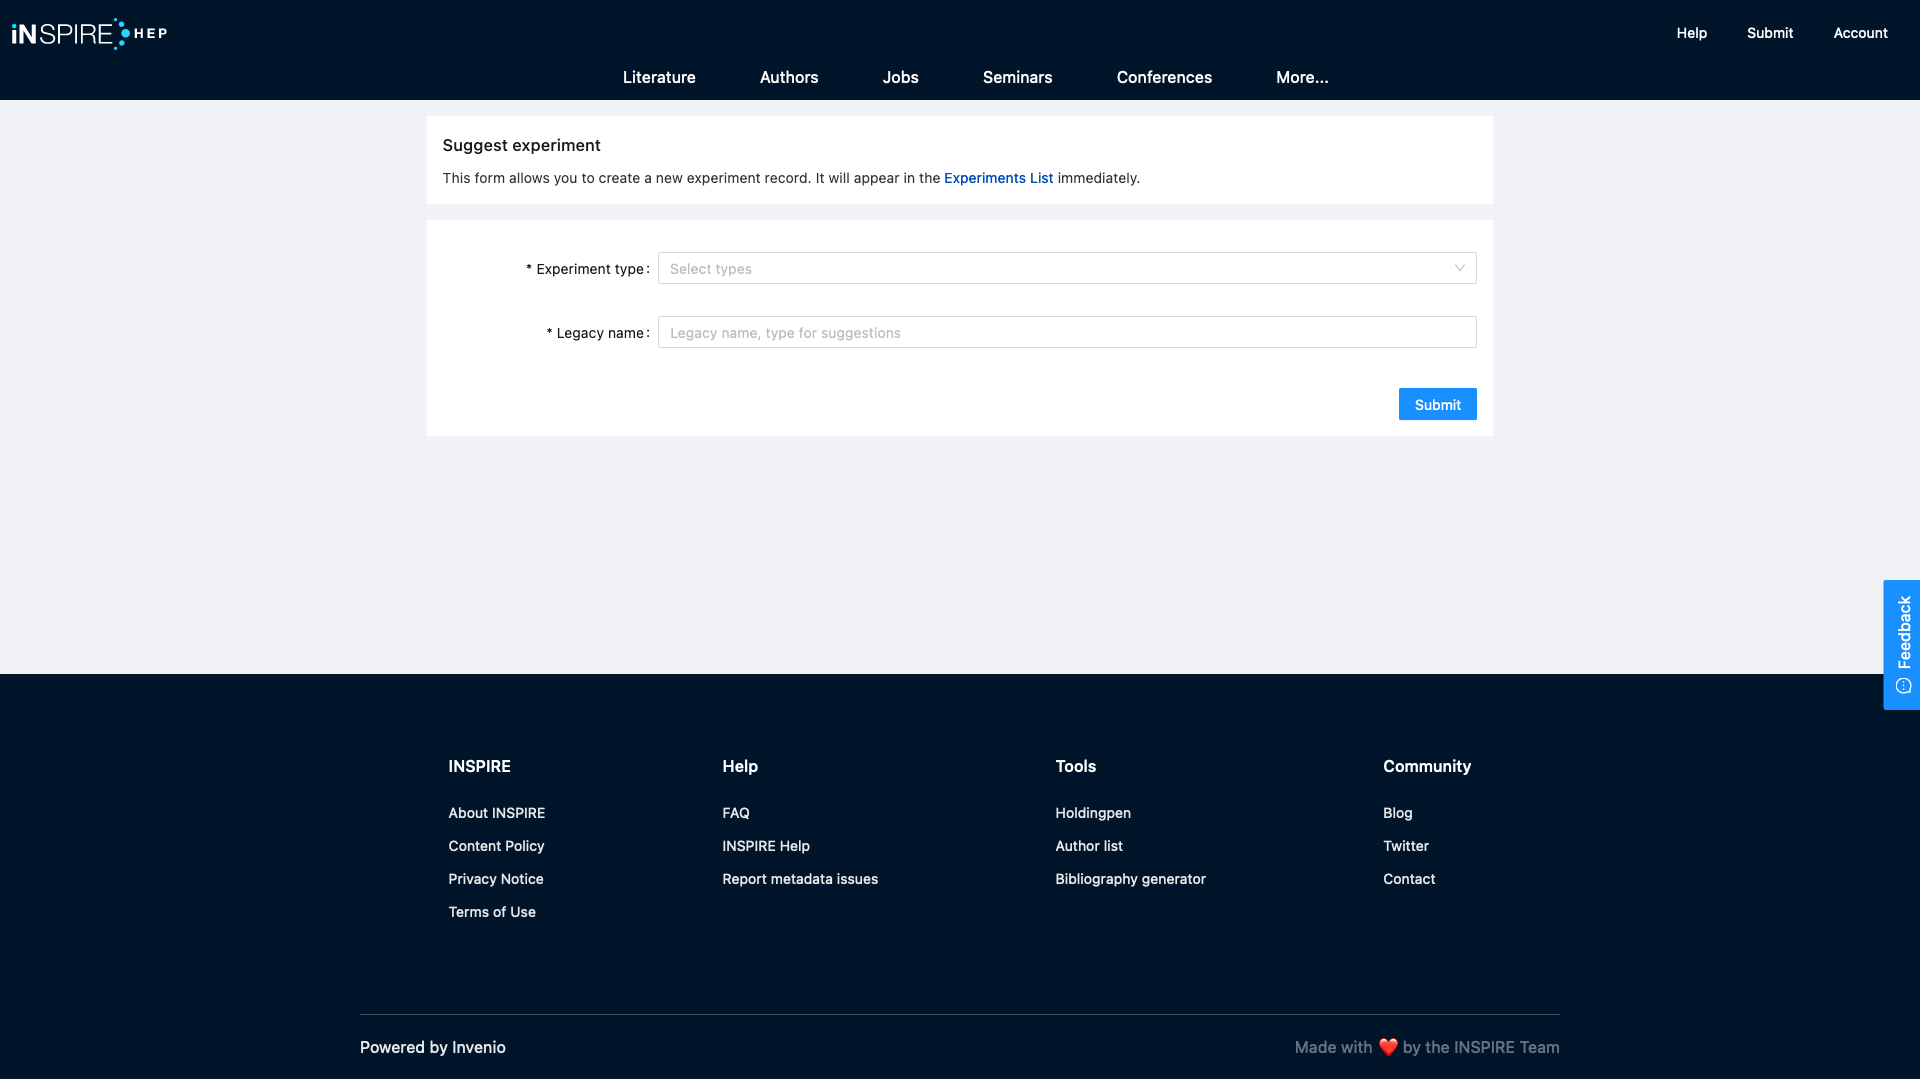 iNSPIRE HEP
Help Submit Account
Literature Authors Jobs Seminars Conferences More...
Suggest experiment
This form allows you to create a new experiment record. It will appear in the Experiments List immediately.
* Experiment type: Select types
* Legacy name: Legacy name, type for suggestions
Submit
Feedback
INSPIRE Help Tools Community
About INSPIRE FAQ Holdingpen Blog
Content Policy INSPIRE Help Author list Twitter
Privacy Notice Report metadata issues Bibliography generator Contact
Terms of Use
Powered by Invenio Made with ❤️ by the INSPIRE Team